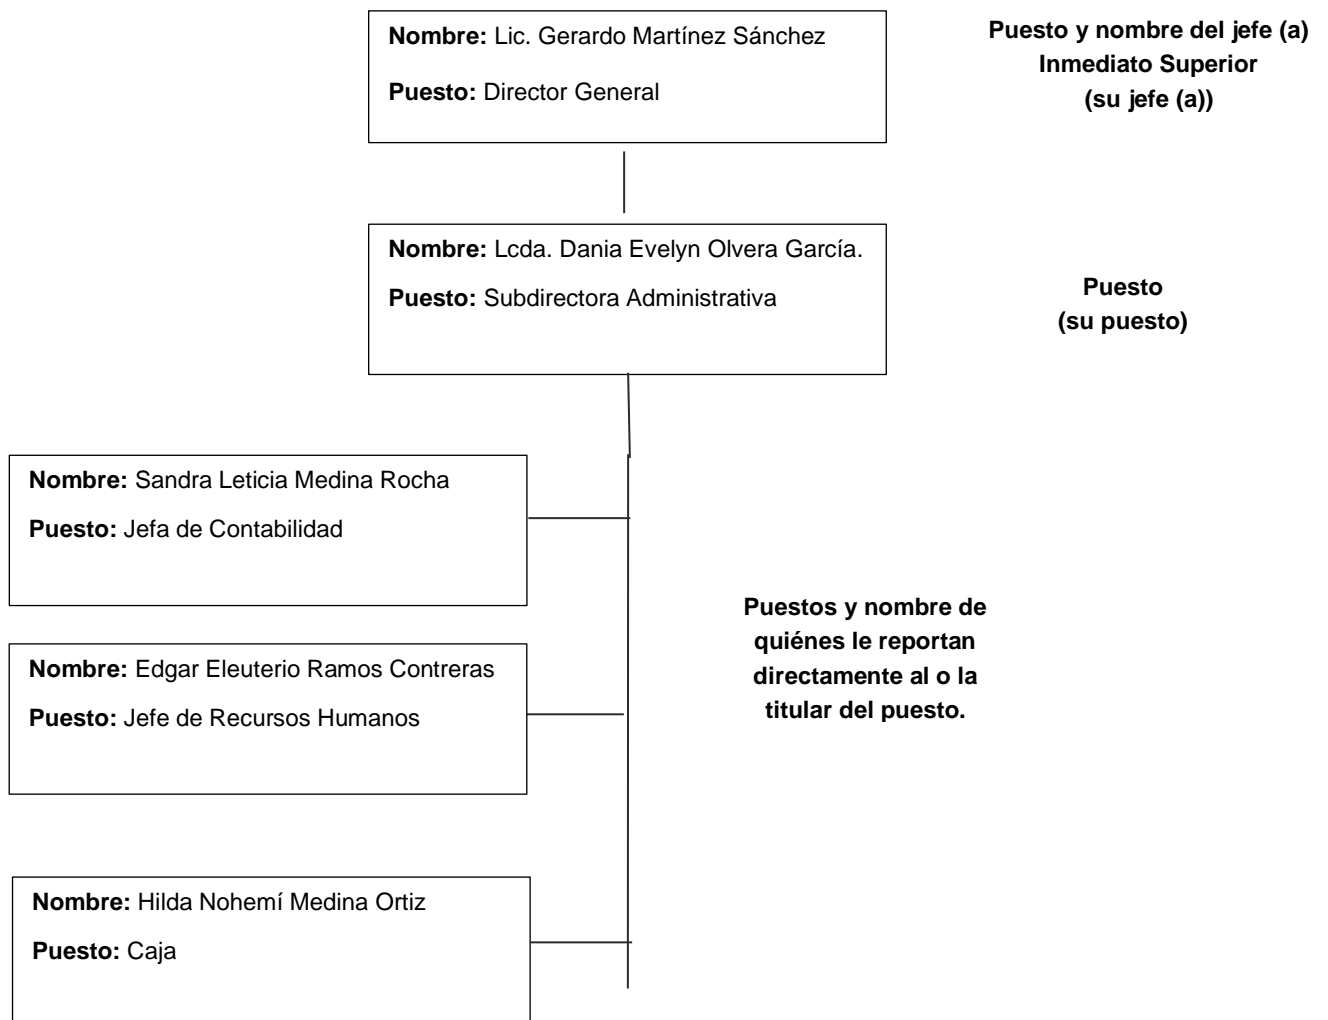 Nombre: Lic. Gerardo Martínez Sánchez
Puesto: Director General
Puesto y nombre del jefe (a)
Inmediato Superior
(su jefe (a))
Nombre: Lcda. Dania Evelyn Olvera García.
Puesto: Subdirectora Administrativa
Puesto
(su puesto)
Nombre: Sandra Leticia Medina Rocha
Puesto: Jefa de Contabilidad
Nombre: Edgar Eleuterio Ramos Contreras
Puesto: Jefe de Recursos Humanos
Puestos y nombre de
quiénes le reportan
directamente al o la
titular del puesto.
Nombre: Hilda Nohemí Medina Ortiz
Puesto: Caja